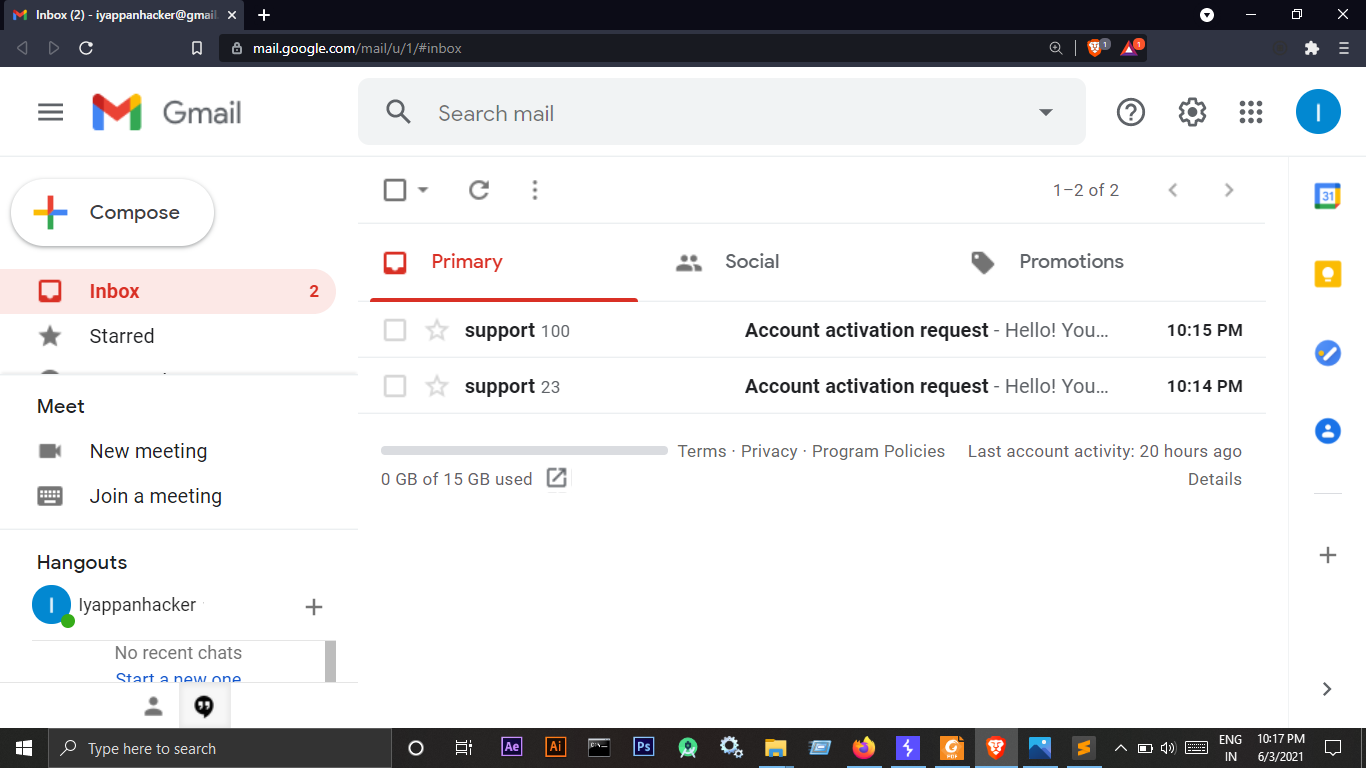 Inbox (2) - iyappanhacker@gmail
mail.google.com/mail/u/1/#inbox
1
1
Gmail
Search mail
I
Compose
1–2 of 2
31
Primary
Social
Promotions
Inbox 2
Starred
support 100 Account activation request - Hello! You... 10:15 PM
support 23 Account activation request - Hello! You... 10:14 PM
Meet
New meeting
Join a meeting
Terms · Privacy · Program Policies
Last account activity: 20 hours ago
0 GB of 15 GB used
Details
Hangouts
I
Iyappanhacker
No recent chats
Start a new one
Type here to search
Ae
Ai
Ps
PDF
ENG
IN
10:17 PM
6/3/2021